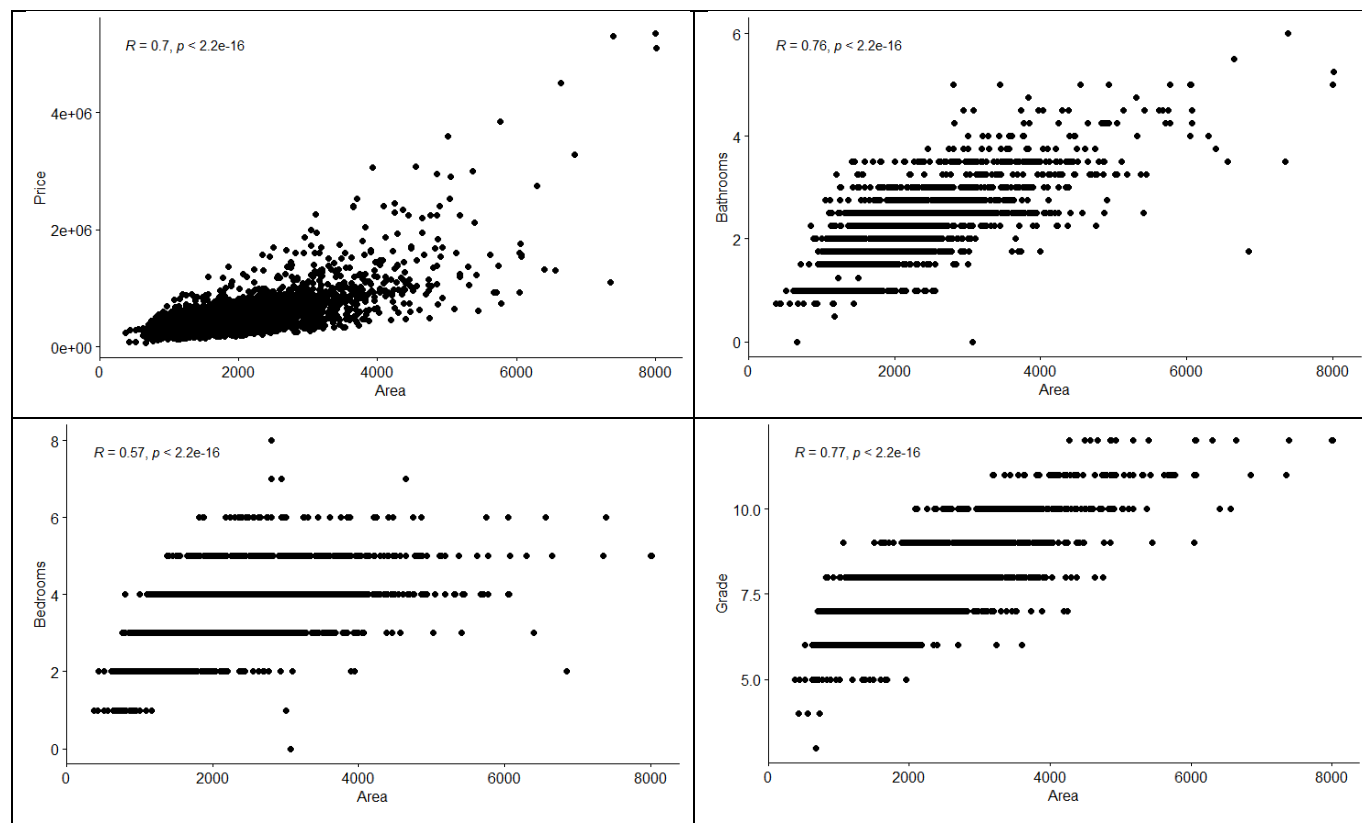 R = 0.7, p < 2.2e-16
4e+06
Price
2e+06
0e+00
0 2000 4000 6000 8000
Area
R = 0.76, p < 2.2e-16
6
4
Bathrooms
2
0
0 2000 4000 6000 8000
Area
8
R = 0.57, p < 2.2e-16
6
4
Bedrooms
2
0
0 2000 4000 6000 8000
Area
R = 0.77, p < 2.2e-16
10.0
7.5
Grade
5.0
0 2000 4000 6000 8000
Area